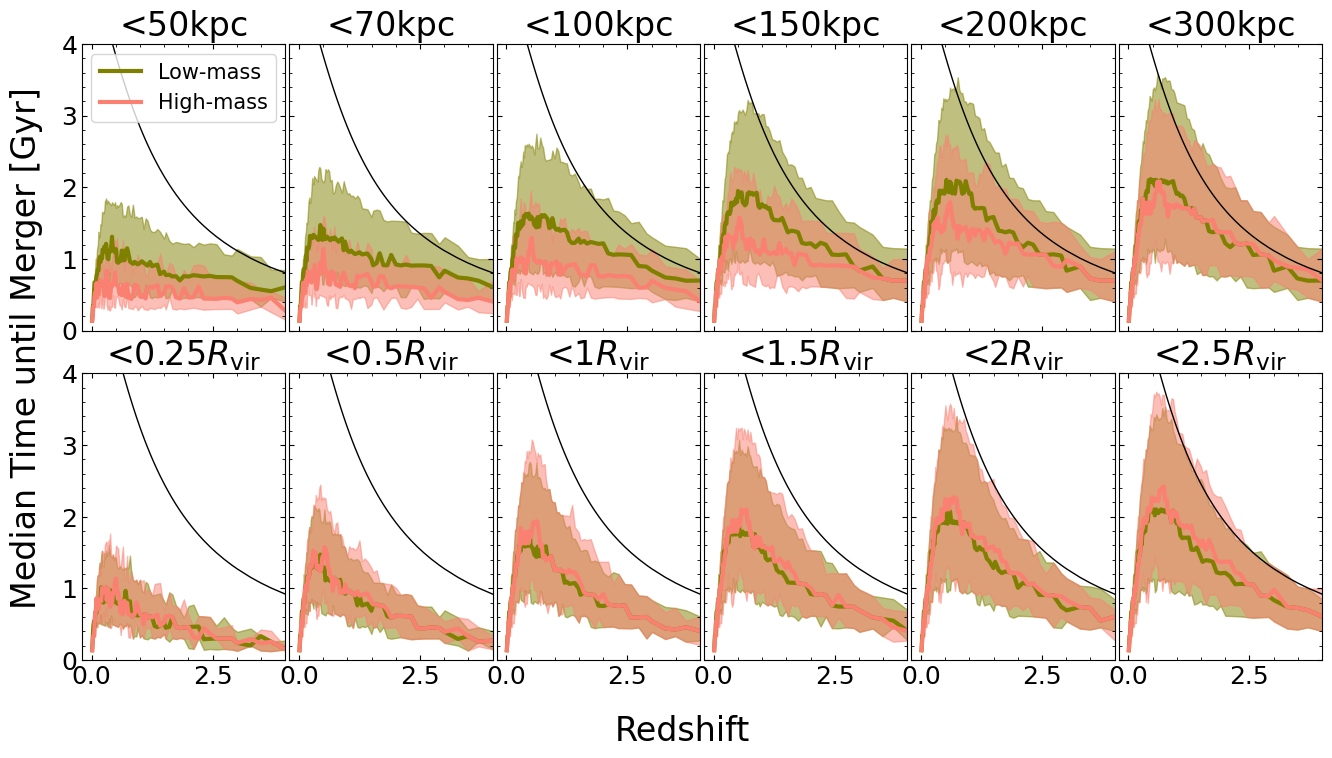 <50kpc <70kpc <100kpc <150kpc <200kpc <300kpc
Low-mass
High-mass
4
3
2
1
0
Median Time until Merger [Gyr]
<0.25Rvir <0.5Rvir <1Rvir <1.5Rvir <2Rvir <2.5Rvir
4
3
2
1
0
0.0 2.5 0.0 2.5 0.0 2.5 0.0 2.5 0.0 2.5 0.0 2.5
Redshift